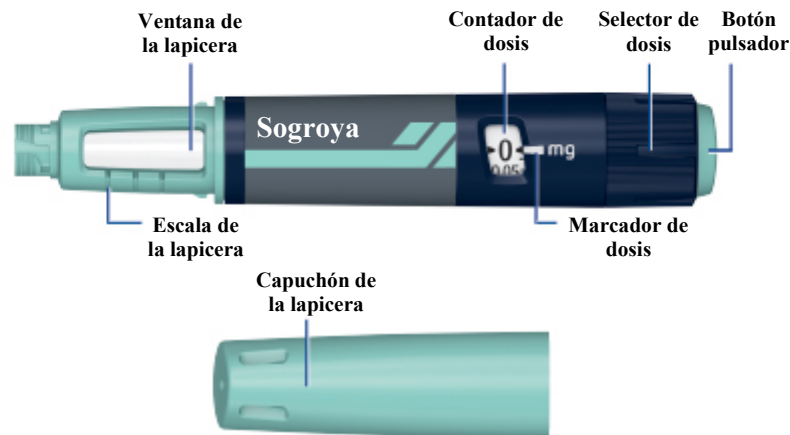 Ventana de
la lapicera
Contador de
dosis
Selector de
dosis
Botón
pulsador
Sogroya
0
0.05
mg
Escala de
la lapicera
Marcador de
dosis
Capuchón de
la lapicera